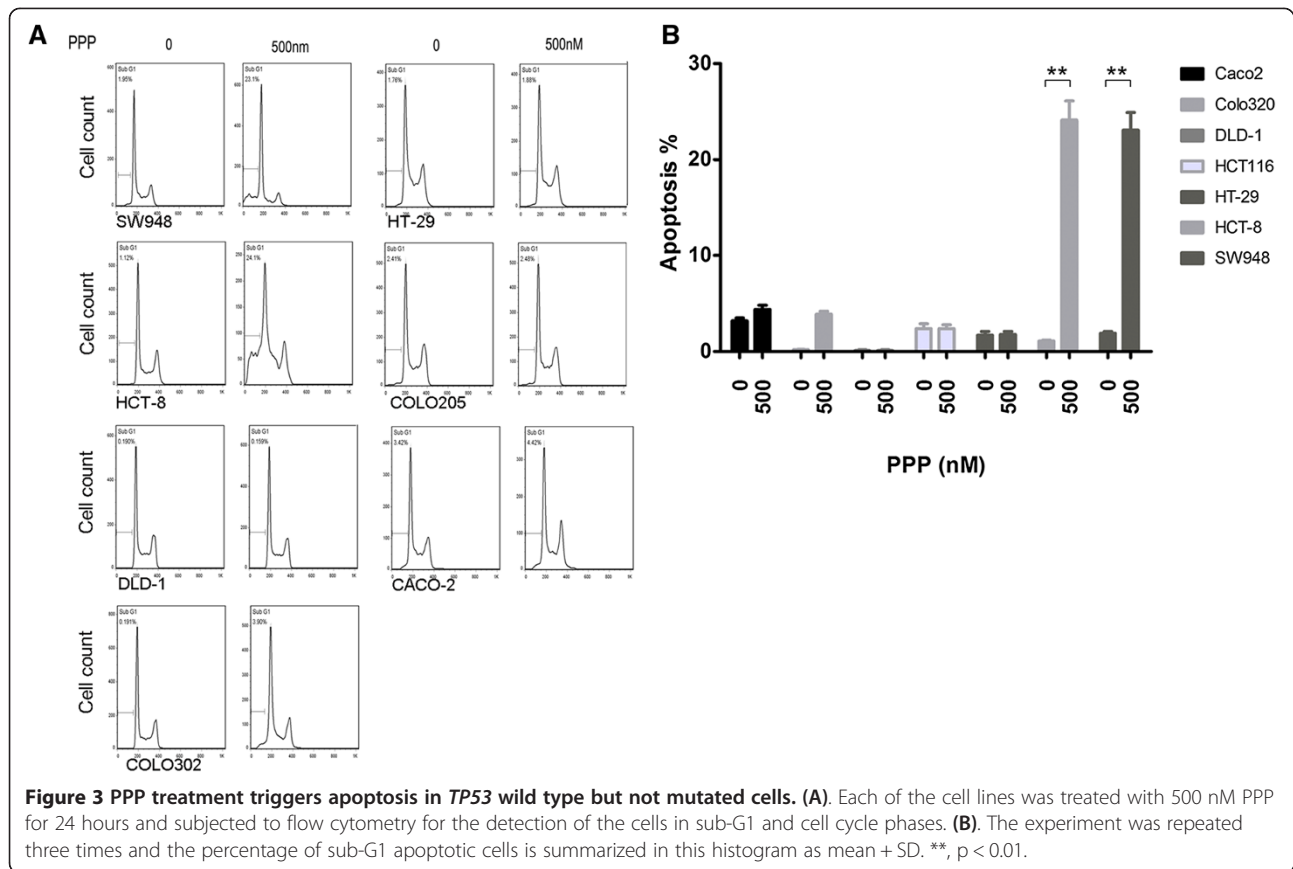 A
PPP 0 500nm 0 500nM
Sub G1
1.95%
Sub G1
23.1%
Sub G1
1.76%
Sub G1
1.88%
Cell count
SW948
HT-29
Sub G1
1.12%
Sub G1
24.1%
Sub G1
2.41%
Sub G1
2.48%
Cell count
HCT-8
COLO205
Sub G1
0.190%
Sub G1
0.159%
Sub G1
3.42%
Sub G1
4.42%
Cell count
DLD-1
CACO-2
Sub G1
0.191%
Sub G1
3.90%
Cell count
COLO302
B
30
20
10
0
Apoptosis %
** **
0 500 0 500 0 500 0 500 0 500 0 500 0 500
PPP (nM)
Caco2
Colo320
DLD-1
HCT116
HT-29
HCT-8
SW948
Figure 3 PPP treatment triggers apoptosis in TP53 wild type but not mutated cells. (A). Each of the cell lines was treated with 500 nM PPP
for 24 hours and subjected to flow cytometry for the detection of the cells in sub-G1 and cell cycle phases. (B). The experiment was repeated
three times and the percentage of sub-G1 apoptotic cells is summarized in this histogram as mean + SD. **, p < 0.01.